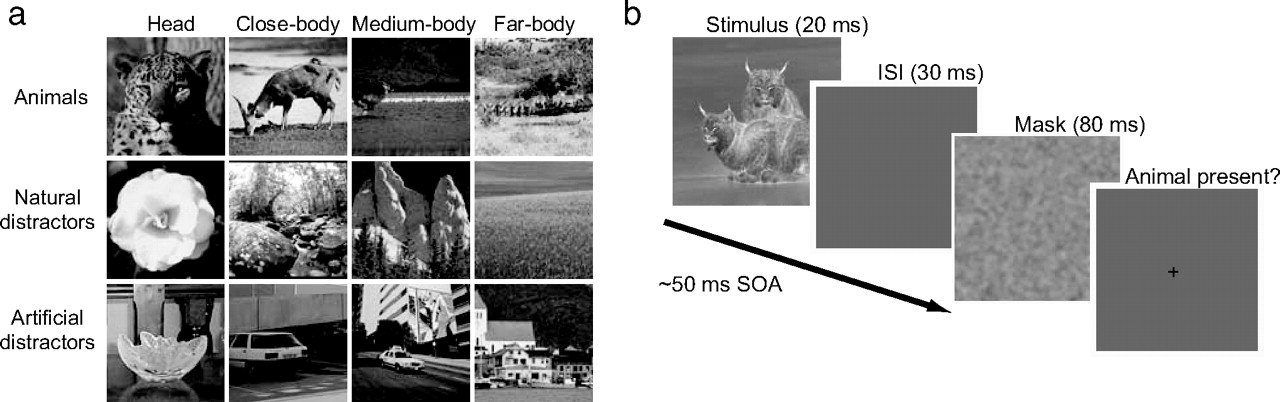 a
Head Close-body Medium-body Far-body
Animals
Natural
distractors
Artificial
distractors
b
Stimulus (20 ms)
ISI (30 ms)
Mask (80 ms)
Animal present?
+
~50 ms SOA